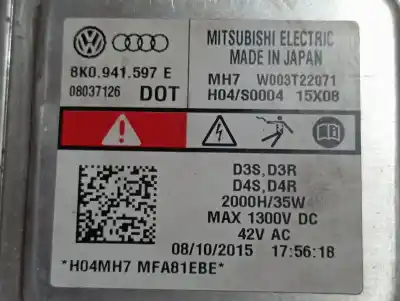 MITSUBISHI ELECTRIC
MADE IN JAPAN
8K0.941.597 E
08037126 DOT
MH7 W003T22071
H04/S0004 15X08
D3S,D3R
D4S,D4R
2000H/35W
MAX 1300V DC
42V AC
08/10/2015 17:56:18
*H04MH7 MFA81EBE*